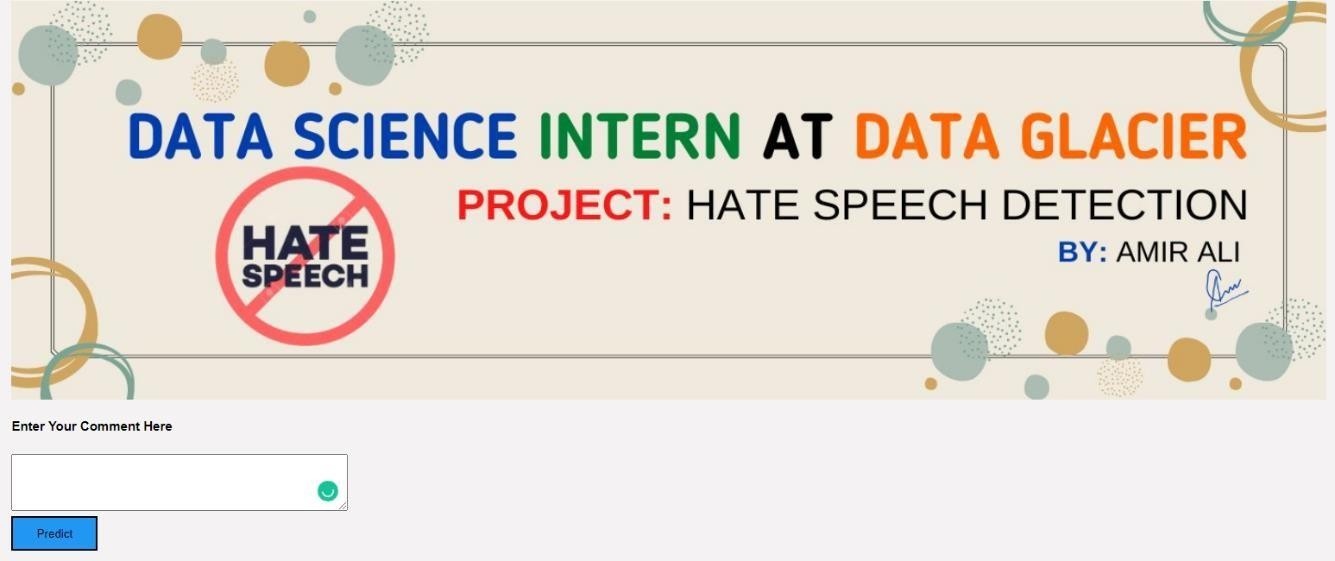 DATA SCIENCE INTERN AT DATA GLACIER
PROJECT: HATE SPEECH DETECTION
HATE
SPEECH
BY: AMIR ALI
Enter Your Comment Here
Predict